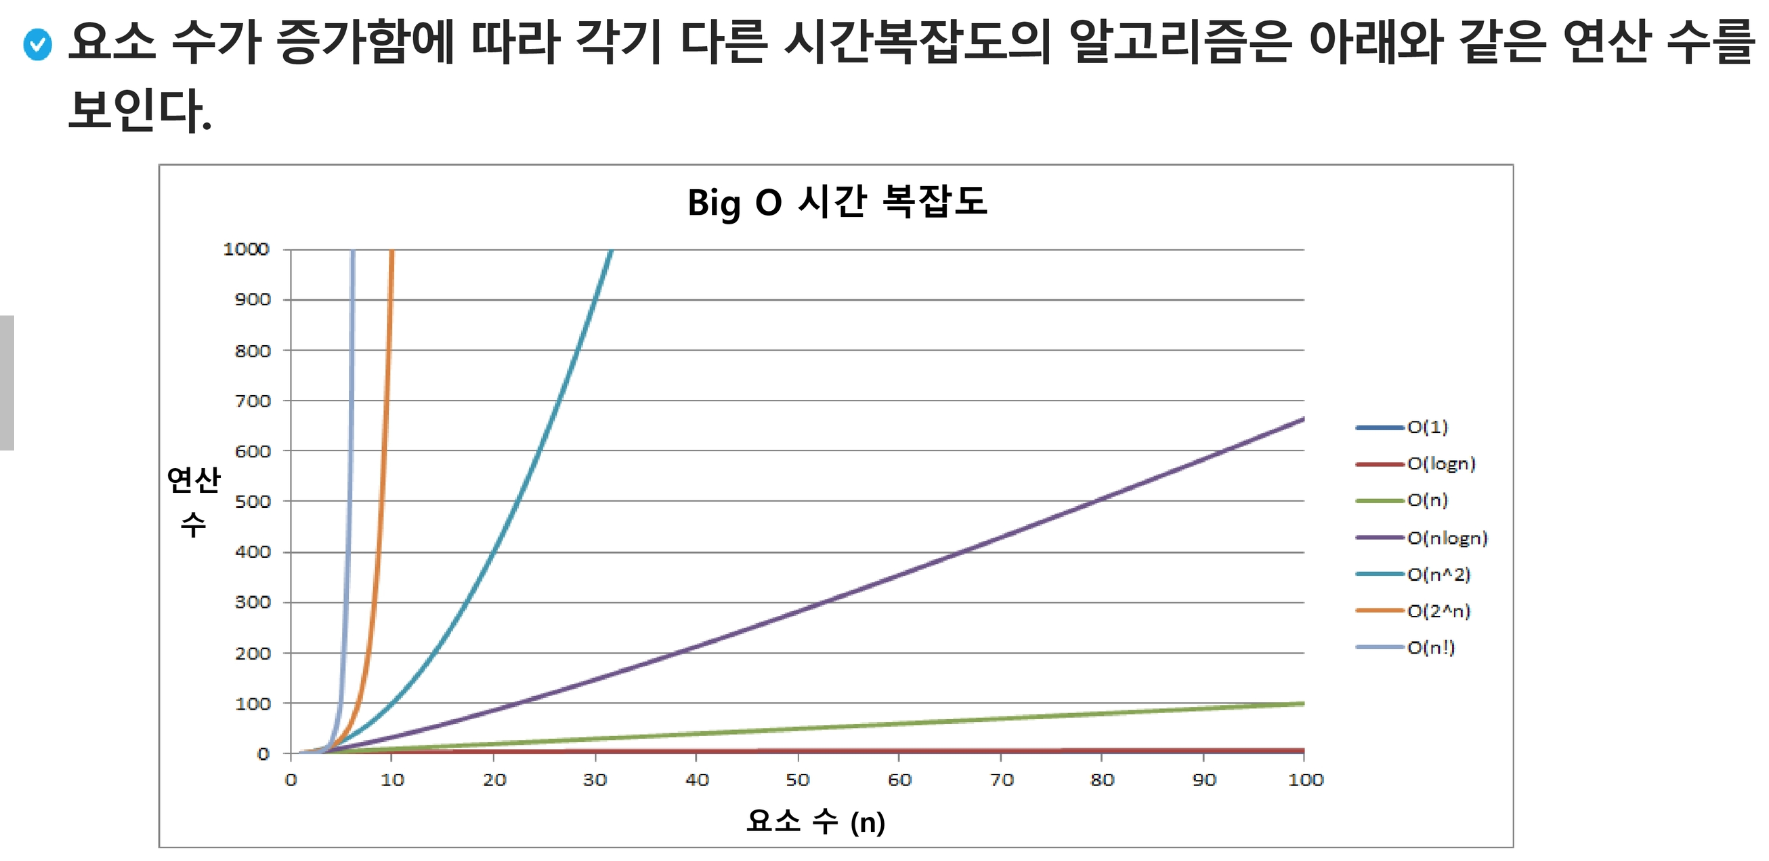 요소 수가 증가함에 따라 각기 다른 시간복잡도의 알고리즘은 아래와 같은 연산 수를
보인다.
Big O 시간 복잡도
1000
900
800
700
600
500
400
300
200
100
0
연산
수
0 10 20 30 40 50 60 70 80 90 100
요소 수 (n)
O(1)
O(logn)
O(n)
O(nlogn)
O(n^2)
O(2^n)
O(n!)